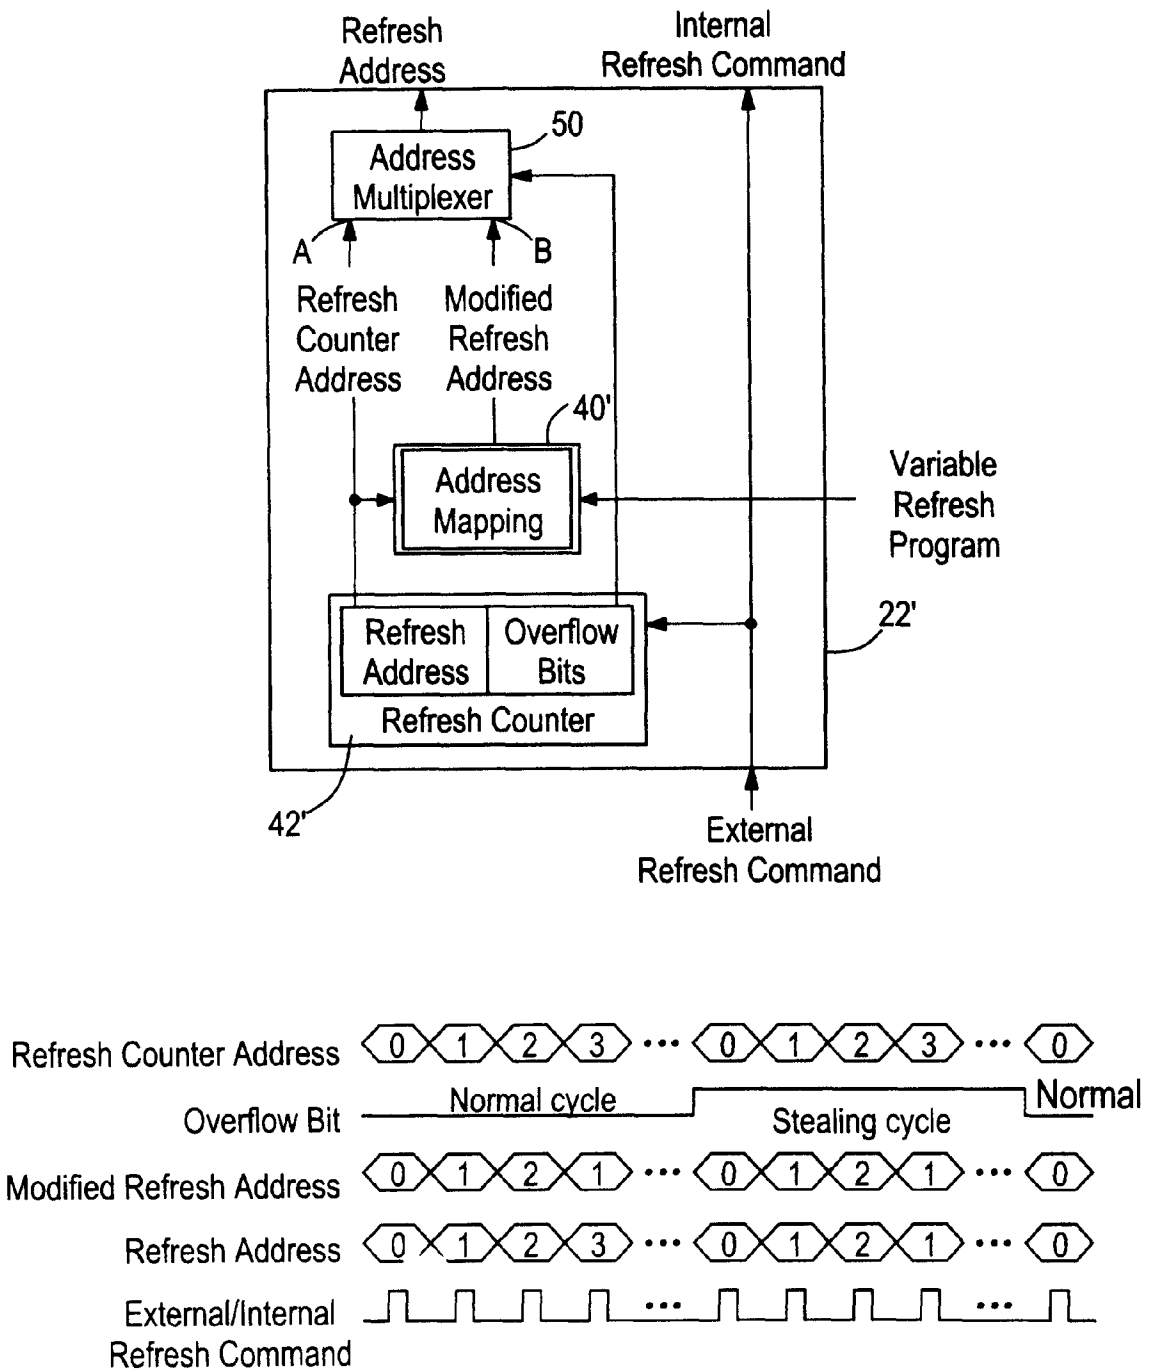 Refresh
Address
Internal
Refresh Command
50
Address
Multiplexer
A
B
Refresh
Counter
Address
Modified
Refresh
Address
40'
Address
Mapping
Variable
Refresh
Program
Refresh
Address
Overflow
Bits
Refresh Counter
22'
42'
External
Refresh Command
Refresh Counter Address 0 1 2 3 ••• 0 1 2 3 ••• 0
Overflow Bit Normal cycle Stealing cycle Normal
Modified Refresh Address 0 1 2 1 ••• 0 1 2 1 ••• 0
Refresh Address 0 1 2 3 ••• 0 1 2 1 ••• 0
External/Internal ••• •••
Refresh Command